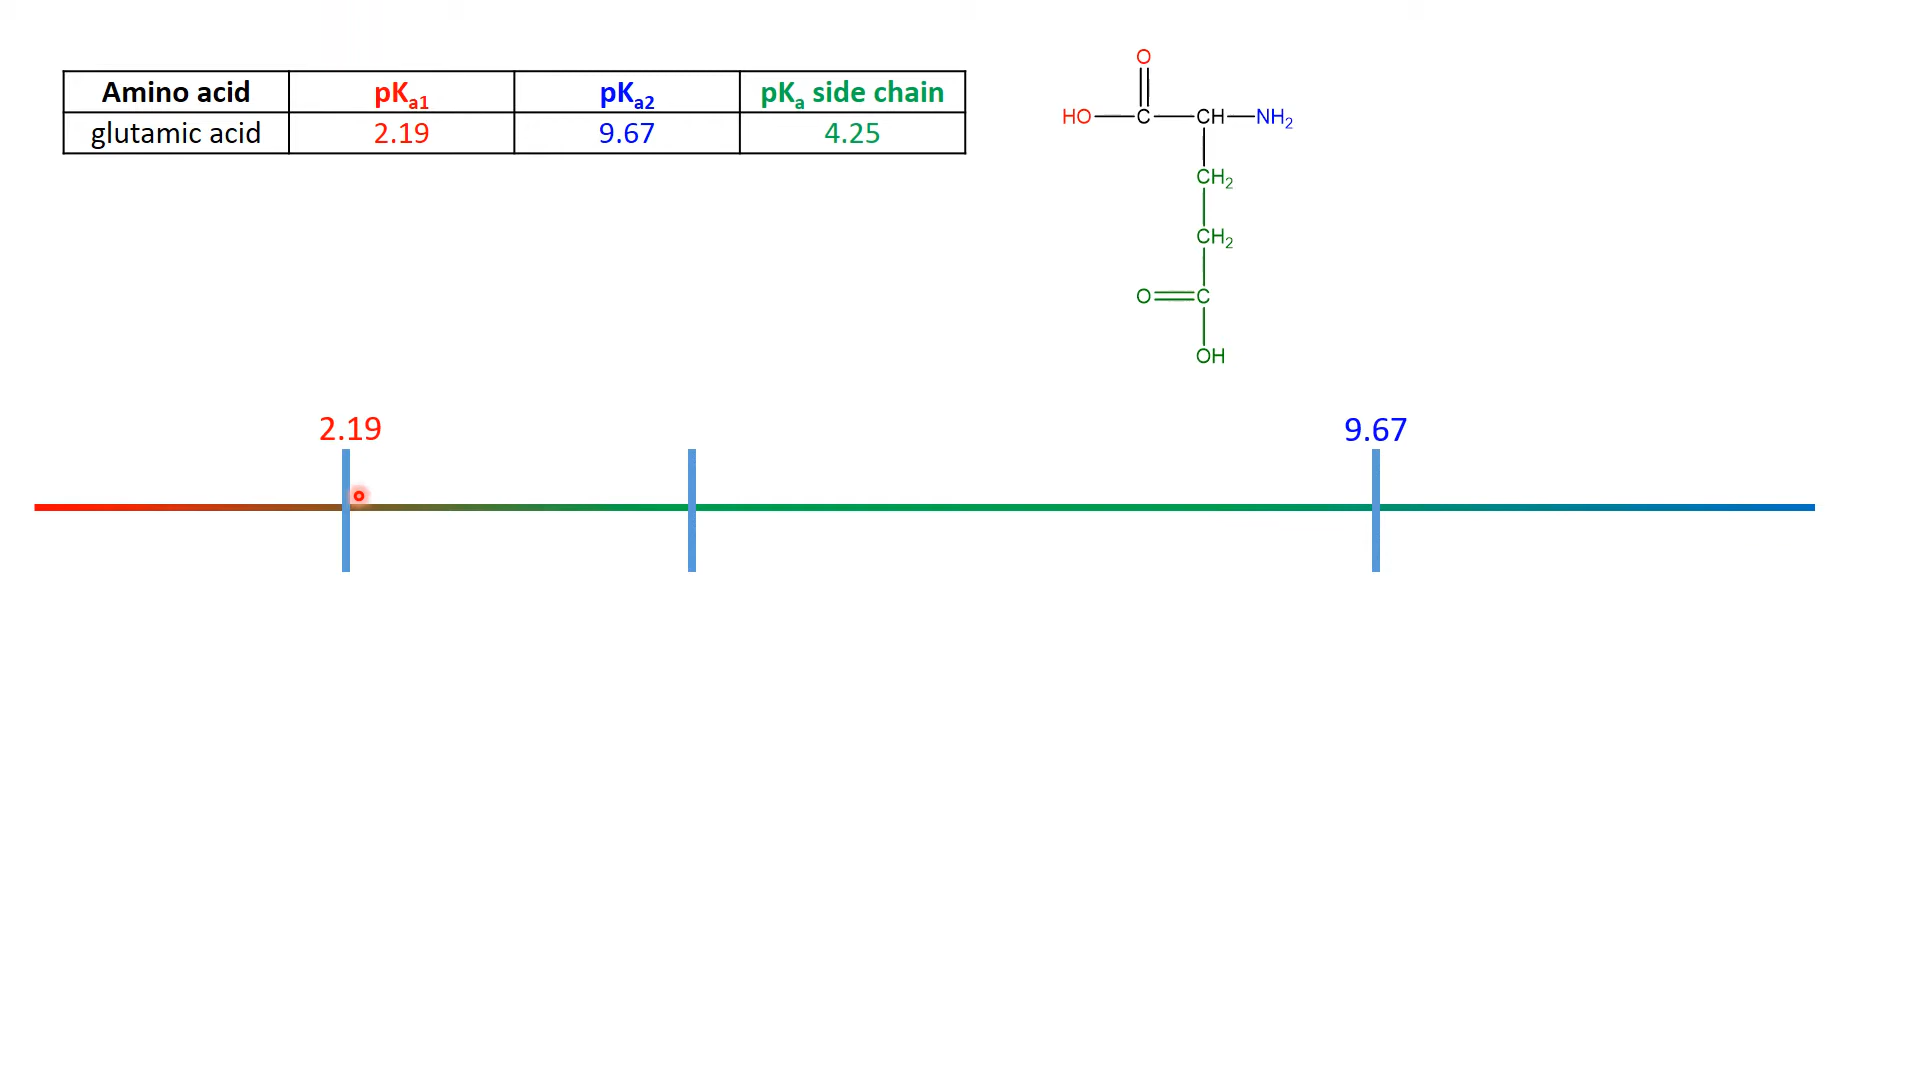 Amino acid pKa1 pKa2 pKa side chain
glutamic acid 2.19 9.67 4.25
O
HO C CH NH2
CH2
CH2
O C
OH
2.19 9.67